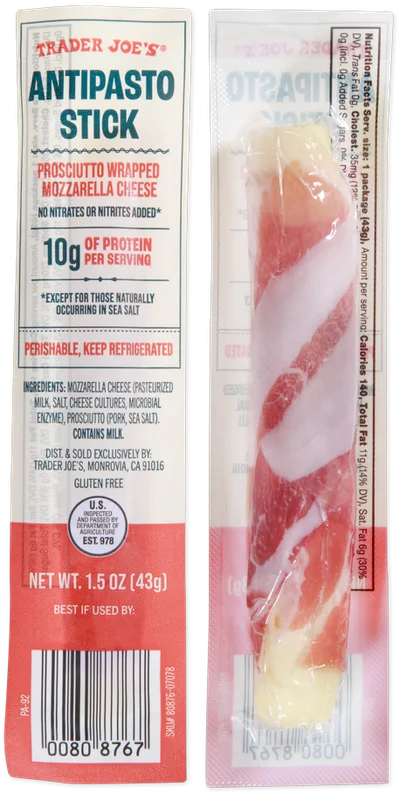 TRADER JOE'S®
ANTIPASTO
STICK
PROSCIUTTO WRAPPED
MOZZARELLA CHEESE
NO NITRATES OR NITRITES ADDED*
10g OF PROTEIN
PER SERVING
*EXCEPT FOR THOSE NATURALLY
OCCURRING IN SEA SALT
PERISHABLE, KEEP REFRIGERATED
INGREDIENTS: MOZZARELLA CHEESE (PASTEURIZED
MILK, SALT, CHEESE CULTURES, MICROBIAL
ENZYME), PROSCIUTTO (PORK, SEA SALT).
CONTAINS MILK.
DIST. & SOLD EXCLUSIVELY BY:
TRADER JOE'S, MONROVIA, CA 91016
GLUTEN FREE
U.S.
INSPECTED
AND PASSED BY
DEPARTMENT OF
AGRICULTURE
EST. 978
NET WT. 1.5 OZ (43g)
BEST IF USED BY:
PA-92
SKU# 80876-07078
0080 8767
Nutrition Facts Serv. size: 1 package (43g), Amount per serving: Calories 140, Total Fat 11g (14% DV), Sat. Fat 6g (30%
DV), Trans Fat 0g, Cholest. 35mg (12%
0g (Incl. 0g Added Sugars, 0% DV
0080 8767